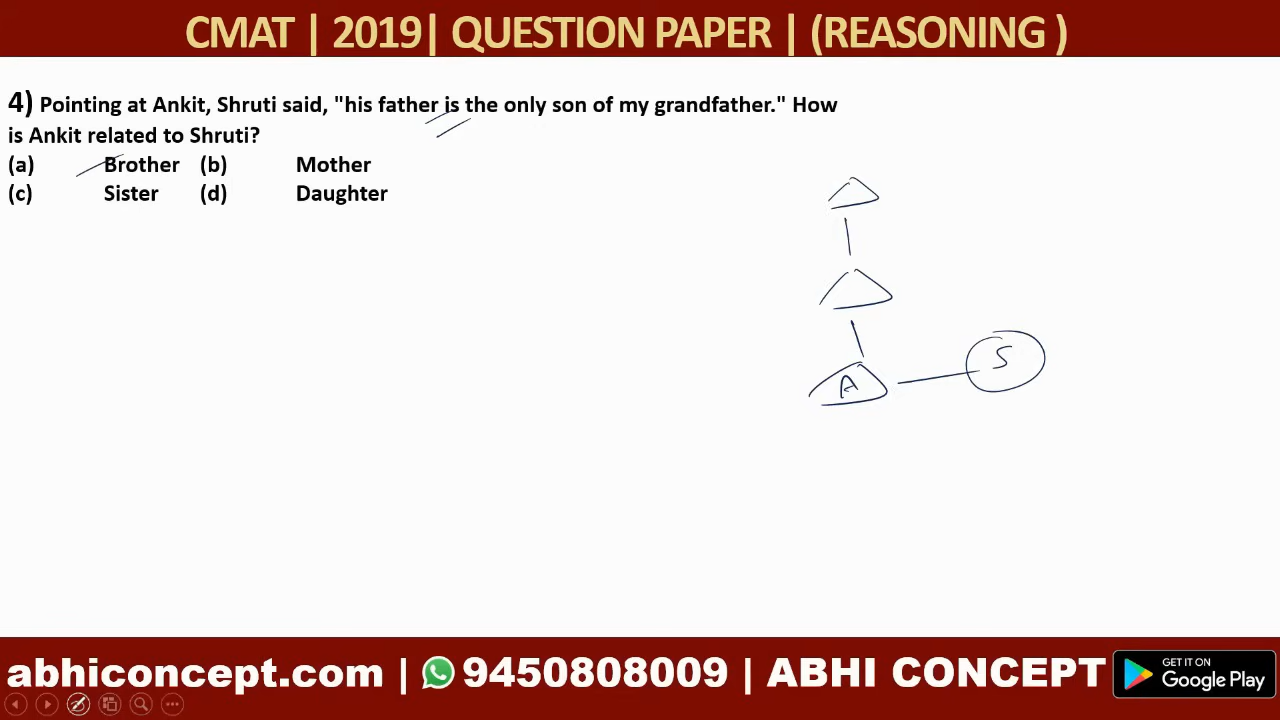 CMAT | 2019| QUESTION PAPER | (REASONING )
4) Pointing at Ankit, Shruti said, "his father is the only son of my grandfather." How
is Ankit related to Shruti?
(a) Brother (b) Mother
(c) Sister (d) Daughter
A
S
abhiconcept.com | 9450808009 | ABHI CONCEPT
GET IT ON
Google Play